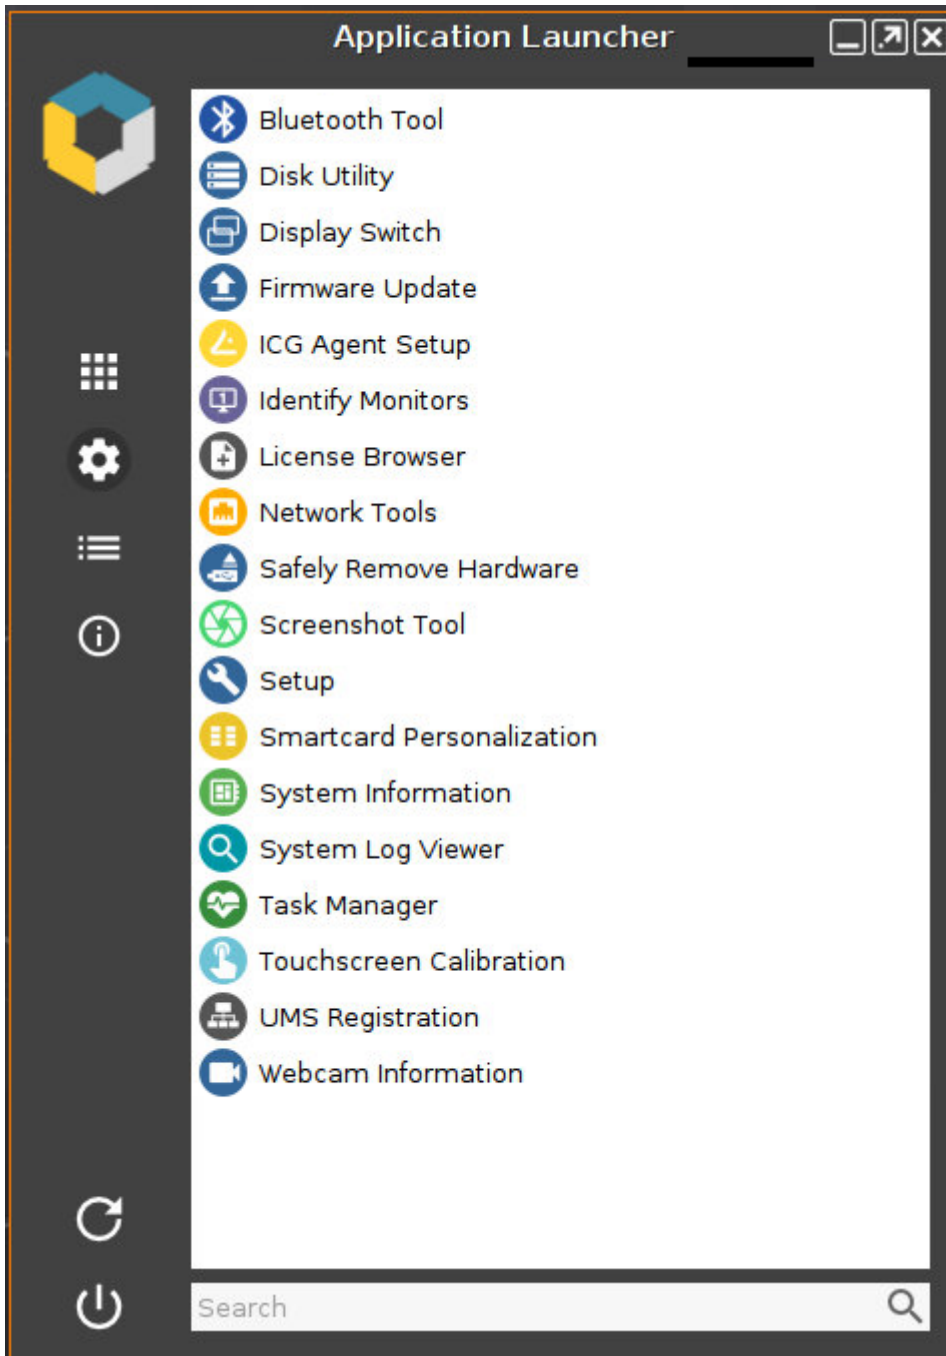 Application Launcher
Bluetooth Tool
Disk Utility
Display Switch
Firmware Update
ICG Agent Setup
Identify Monitors
License Browser
Network Tools
Safely Remove Hardware
Screenshot Tool
Setup
Smartcard Personalization
System Information
System Log Viewer
Task Manager
Touchscreen Calibration
UMS Registration
Webcam Information
Search